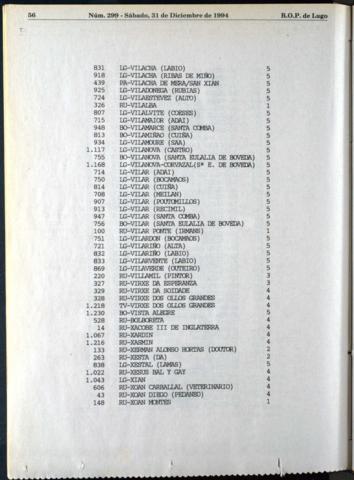 56 Núm. 299 - Sábado, 31 de Diciembre de 1994 B.O.P. de Lugo
831 LG-VILACHA (LABIO) 5
918 LG-VILACHA (RIBAS DE MIÑO) 5
439 PA-VILACHA DE MERA/SAN XIAN 5
925 LG-VILADONEGA (RUBIAS) 5
724 LG-VILAESTEVEZ (ALTO) 5
326 RU-VILALBA 1
807 LG-VILALVITE (COESES) 5
715 LG-VILAMAIOR (ADAI) 5
948 BO-VILAMARCE (SANTA COMBA) 5
813 BO-VILAMIÑAO (CUIÑA) 5
934 LG-VILAMOURE (SAA) 5
1.117 LG-VILANOVA (CASTRO) 5
755 BO-VILANOVA (SANTA EULALIA DE BOVEDA) 5
1.168 LG-VILANOVA-CORVAZAL(Sª E. DE BOVEDA) 5
714 LG-VILAR (ADAI) 5
750 LG-VILAR (BOCAMAOS) 5
814 LG-VILAR (CUIÑA) 5
708 LG-VILAR (MEILAN) 5
907 LG-VILAR (POUTOMILLOS) 5
913 LG-VILAR (RECIMIL) 5
947 LG-VILAR (SANTA COMBA) 5
756 BO-VILAR (SANTA EULALIA DE BOVEDA) 5
100 RU-VILAR PONTE (IRMANS) 1
751 LG-VILARDON (BOCAMAOS) 5
721 LG-VILARIÑO (ALTA) 5
832 LG-VILARIÑO (LABIO) 5
833 LG-VILARVENTE (LABIO) 5
869 LG-VILAVERDE (OUTEIRO) 5
220 RU-VILLAMIL (PINTOR) 3
327 RU-VIRXE DA ESPERANZA 3
329 RU-VIRXE DA SOIDADE 4
328 RU-VIRXE DOS OLLOS GRANDES 4
1.218 TV-VIRXE DOS OLLOS GRANDES 4
1.230 BO-VISTA ALEGRE 5
528 RU-BOLBORETA 4
14 RU-XACOBE III DE INGLATERRA 4
1.067 RU-XARDIN 4
1.216 RU-XASMIN 4
133 RU-XERMAN ALONSO HORTAS (DOUTOR) 2
263 RU-XESTA (DA) 2
838 LG-XESTAL (LAMAS) 5
1.022 RU-XESUS BAL Y GAY 4
1.043 LG-XIAN 4
606 RU-XOAN CARBALLAL (VETERINARIO) 4
43 RU-XOAN DIEGO (PEDANEO) 4
148 RU-XOAN MONTES 1